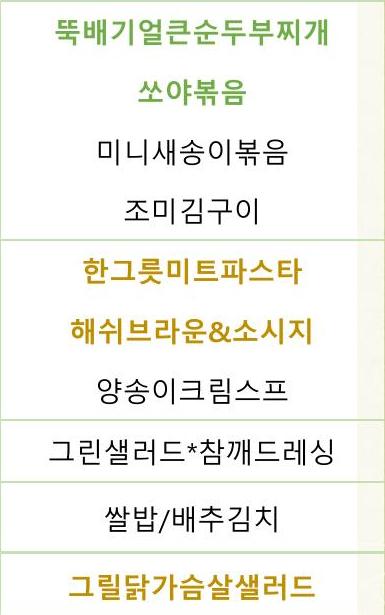 뚝배기얼큰순두부찌개
쏘야볶음
미니새송이볶음
조미김구이
한그릇미트파스타
해쉬브라운&소시지
양송이크림스프
그린샐러드*참깨드레싱
쌀밥/배추김치
그릴닭가슴살샐러드